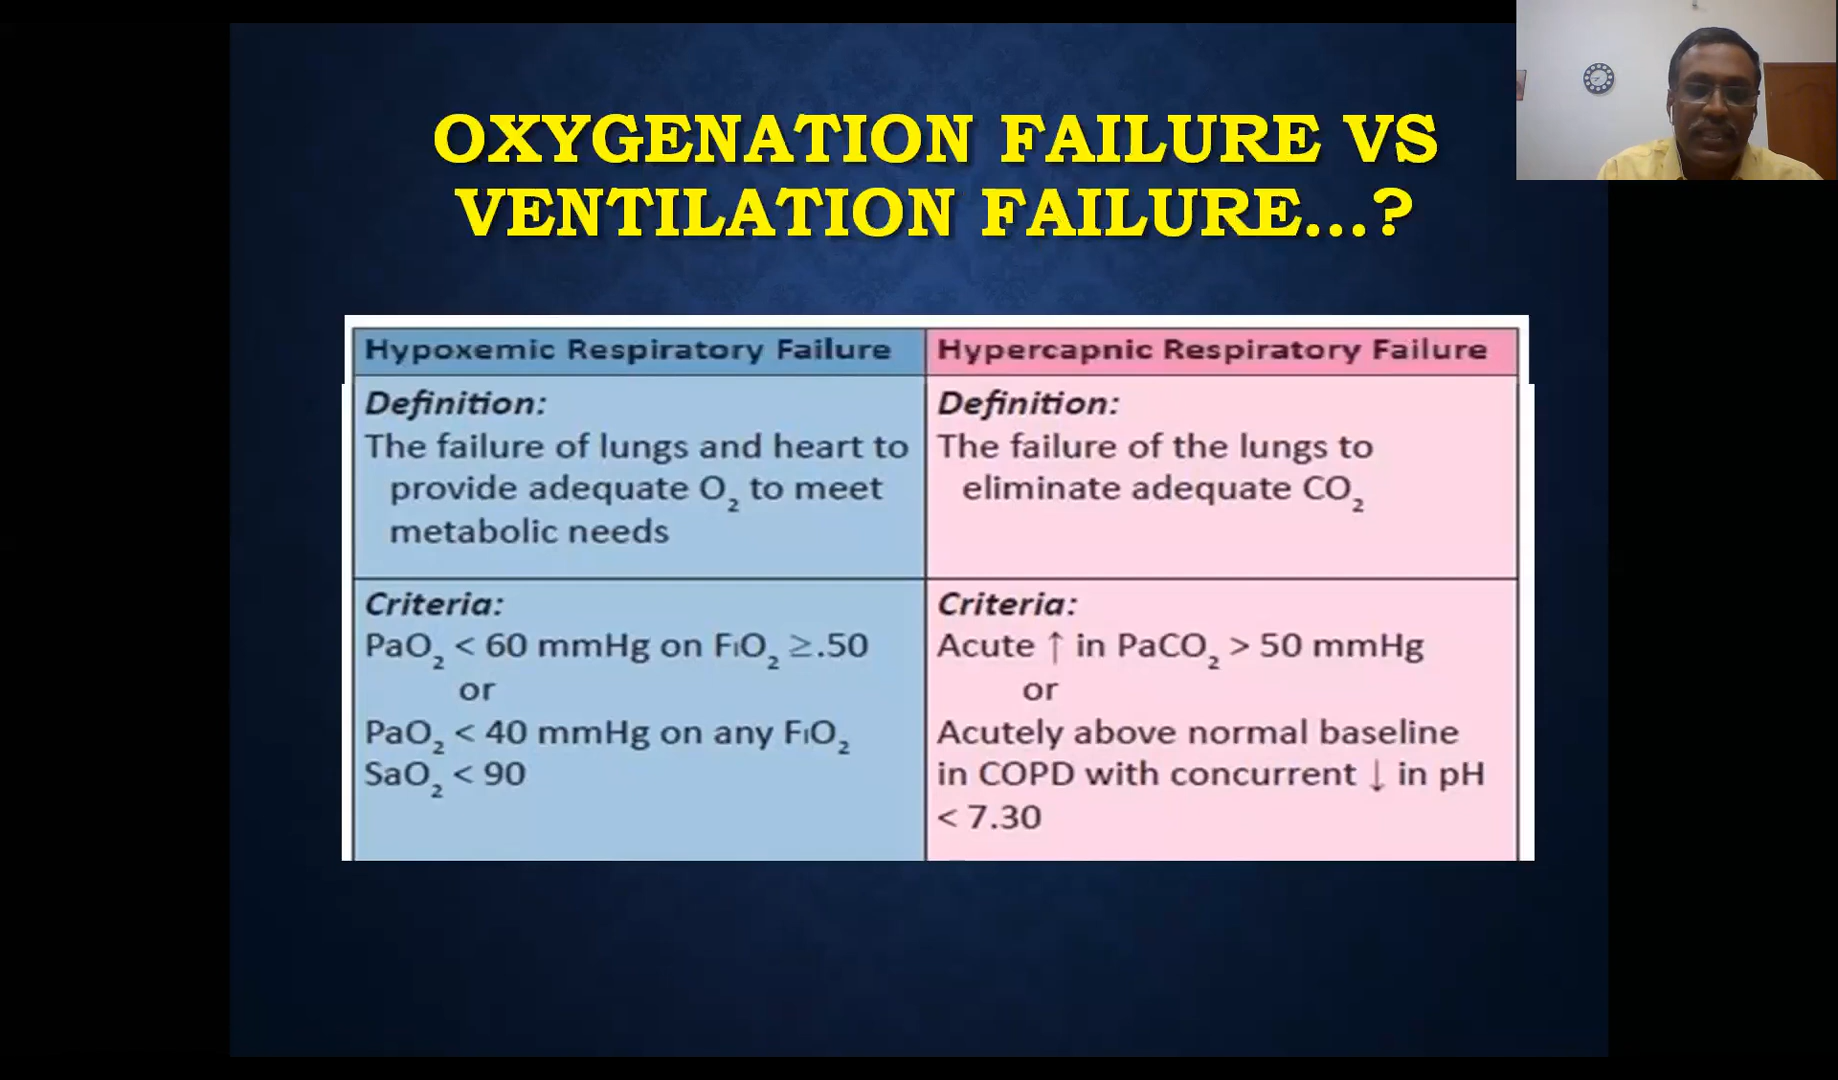 OXYGENATION FAILURE VS
VENTILATION FAILURE...?
Hypoxemic Respiratory Failure
Definition:
The failure of lungs and heart to
provide adequate O₂ to meet
metabolic needs
Criteria:
PaO₂ < 60 mmHg on FıO₂ ≥.50
or
PaO₂ < 40 mmHg on any FıO₂
SaO₂ < 90
Hypercapnic Respiratory Failure
Definition:
The failure of the lungs to
eliminate adequate CO₂
Criteria:
Acute ↑ in PaCO₂ > 50 mmHg
or
Acutely above normal baseline
in COPD with concurrent ↓ in pH
< 7.30